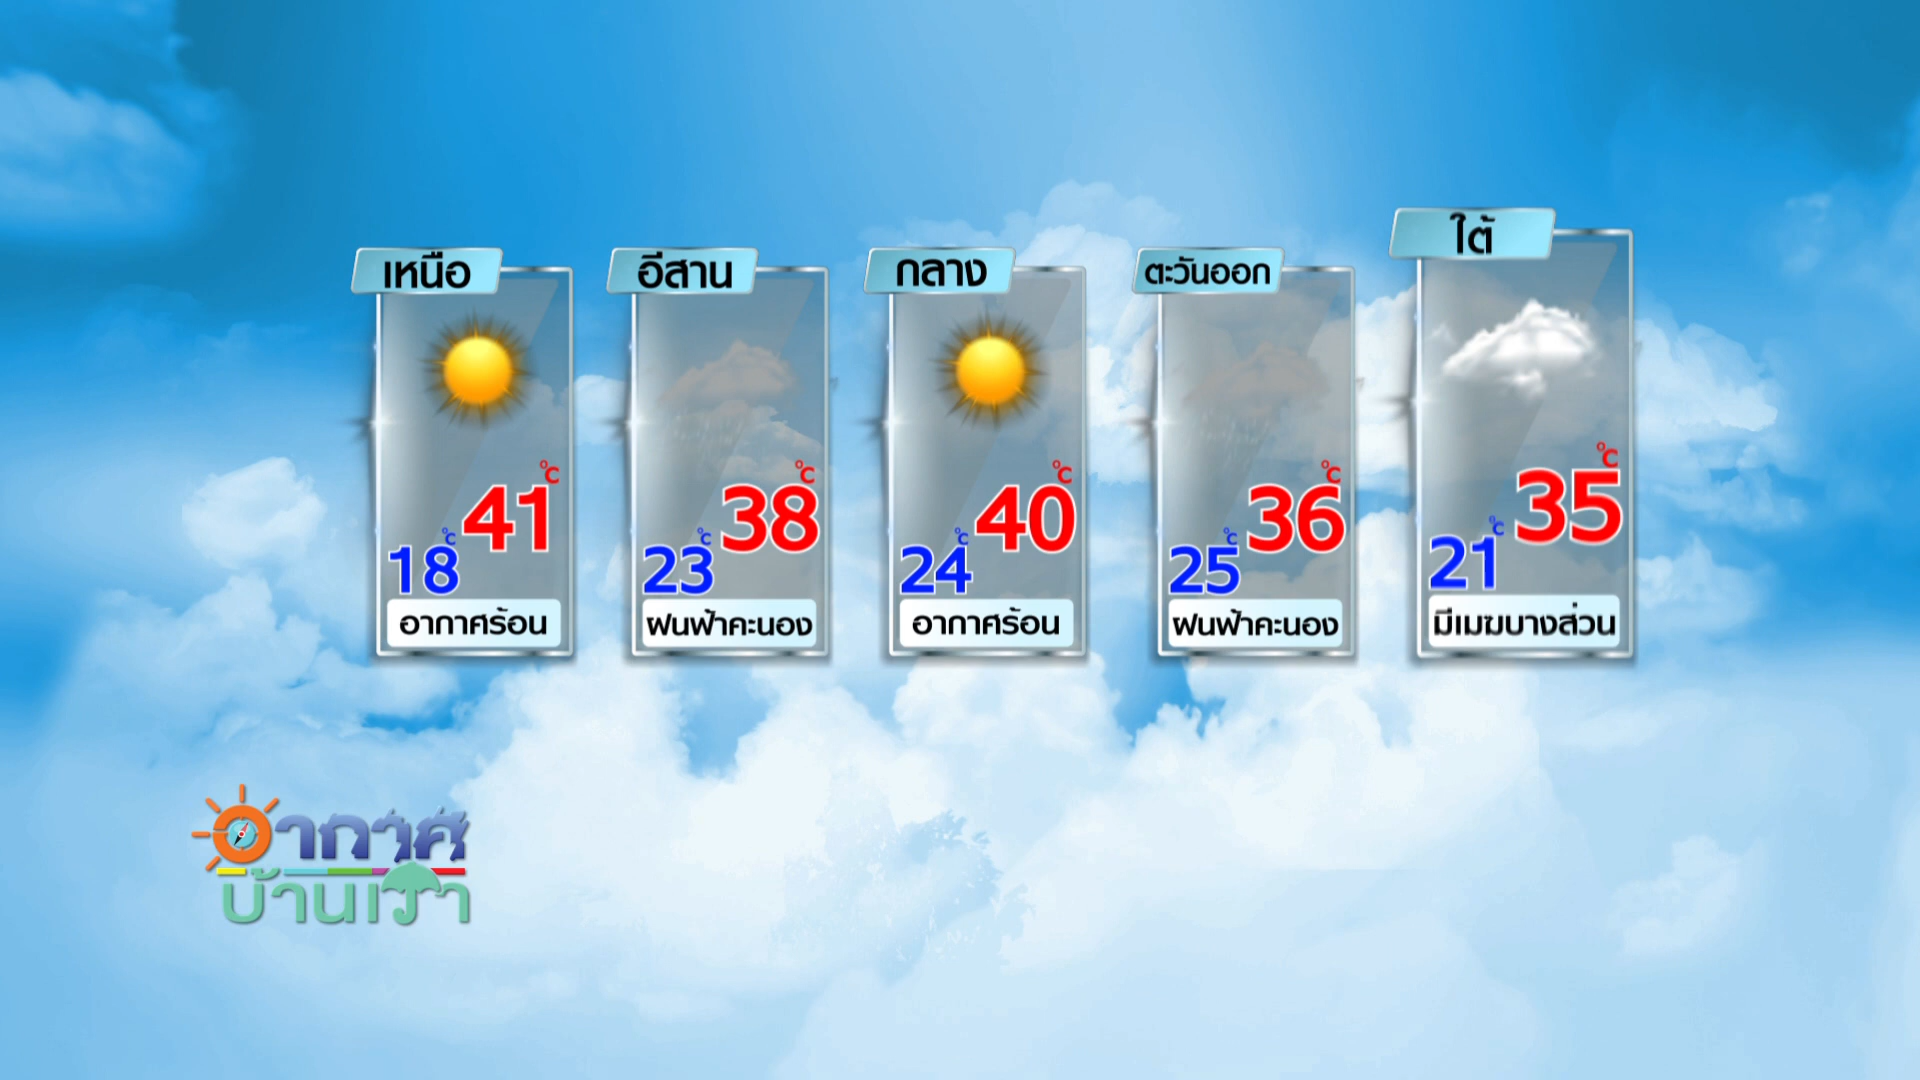 เหนือ
41°C
18°C
อากาศร้อน
อีสาน
38°C
23°C
ฝนฟ้าคะนอง
กลาง
40°C
24°C
อากาศร้อน
ตะวันออก
36°C
25°C
ฝนฟ้าคะนอง
ใต้
35°C
21°C
มีเมฆบางส่วน
อากาศ
บ้านเรา